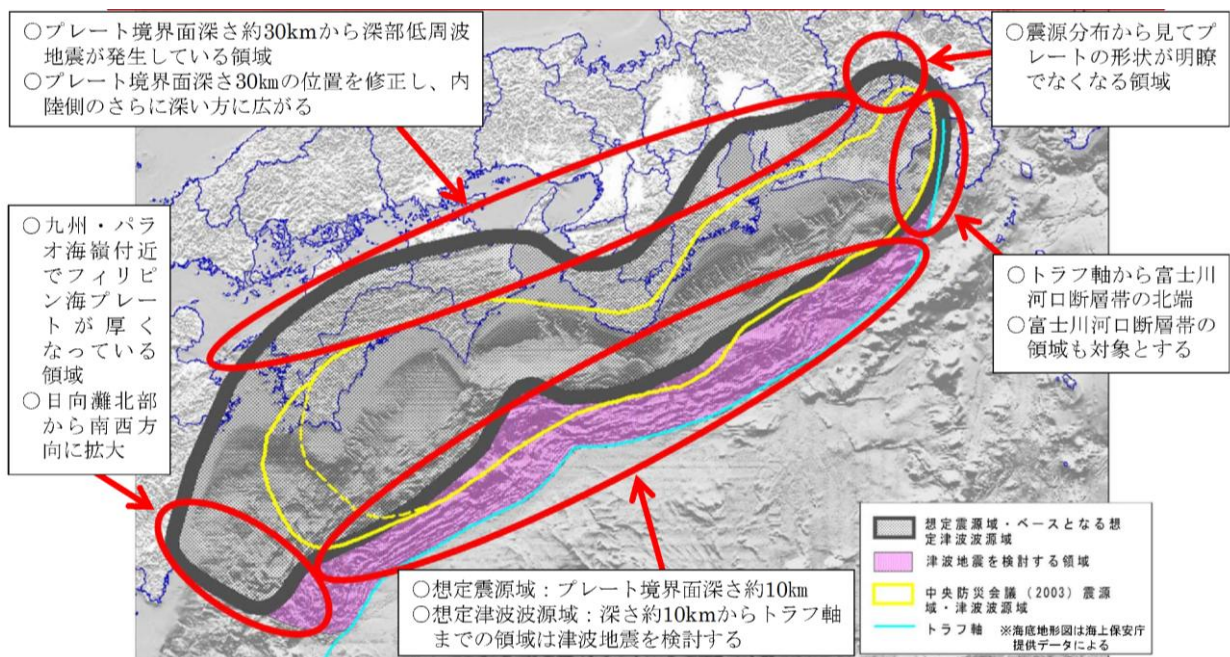 ○プレート境界面深さ約30kmから深部低周波
地震が発生している領域
○プレート境界面深さ30kmの位置を修正し、内
陸側のさらに深い方に広がる
○震源分布から見てプ
レートの形状が明瞭
でなくなる領域
○九州・パラ
オ海嶺付近
でフィリピ
ン海プレー
トが厚く
なっている
領域
○日向灘北部
から南西方
向に拡大
○トラフ軸から富士川
河口断層帯の北端
○富士川河口断層帯の
領域も対象とする
○想定震源域：プレート境界面深さ約10km
○想定津波波源域：深さ約10kmからトラフ軸
までの領域は津波地震を検討する
想定震源域・ベースとなる想
定津波波源域
津波地震を検討する領域
中央防災会議（2003）震源
域・津波波源域
トラフ軸 ※海底地形図は海上保安庁
提供データによる